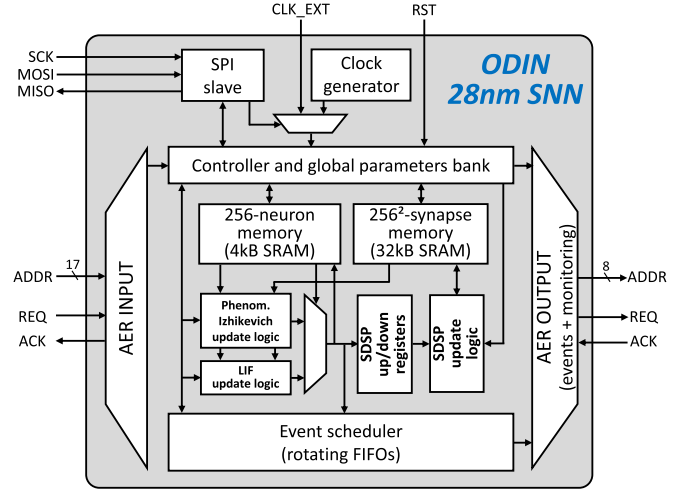 CLK_EXT
RST
SCK
MOSI
MISO
SPI
slave
Clock
generator
ODIN
28nm SNN
Controller and global parameters bank
256-neuron
memory
(4kB SRAM)
256²-synapse
memory
(32kB SRAM)
17
ADDR
REQ
ACK
AER INPUT
Phenom.
Izhikevich
update logic
LIF
update logic
SDSP
up/down
registers
SDSP
update
logic
AER OUTPUT
(events + monitoring)
8
ADDR
REQ
ACK
Event scheduler
(rotating FIFOs)